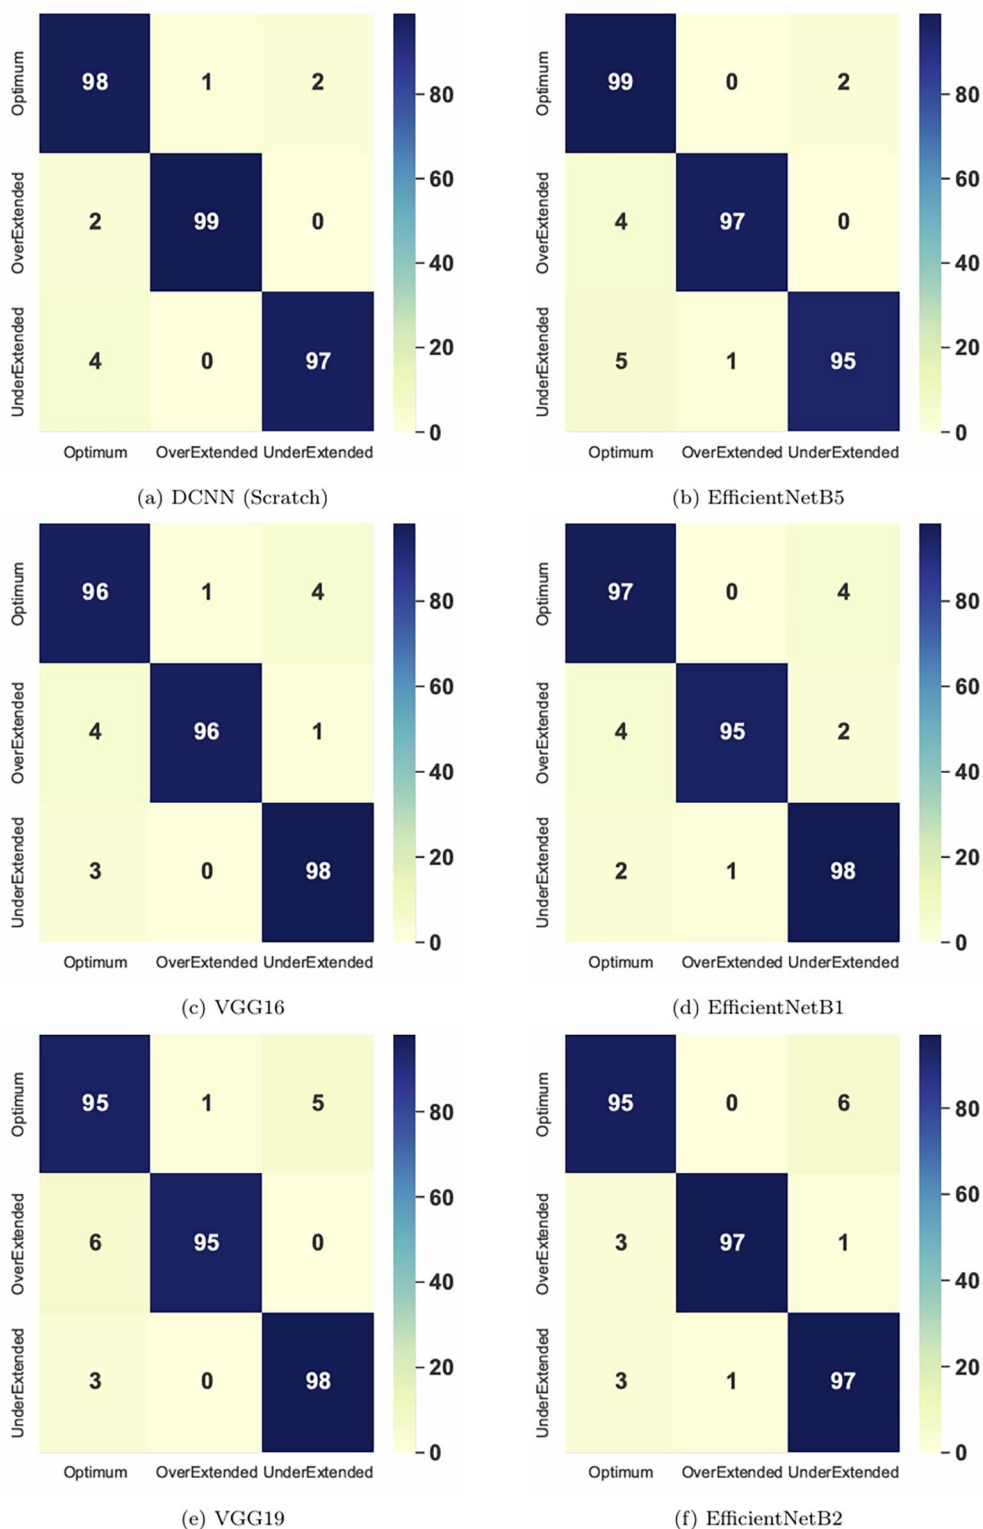 Optimum 98 1 2
OverExtended 2 99 0
UnderExtended 4 0 97
Optimum OverExtended UnderExtended
80
60
40
20
0
(a) DCNN (Scratch)
Optimum 99 0 2
OverExtended 4 97 0
UnderExtended 5 1 95
Optimum OverExtended UnderExtended
80
60
40
20
0
(b) EfficientNetB5
Optimum 96 1 4
OverExtended 4 96 1
UnderExtended 3 0 98
Optimum OverExtended UnderExtended
80
60
40
20
0
(c) VGG16
Optimum 97 0 4
OverExtended 4 95 2
UnderExtended 2 1 98
Optimum OverExtended UnderExtended
80
60
40
20
0
(d) EfficientNetB1
Optimum 95 1 5
OverExtended 6 95 0
UnderExtended 3 0 98
Optimum OverExtended UnderExtended
80
60
40
20
0
(e) VGG19
Optimum 95 0 6
OverExtended 3 97 1
UnderExtended 3 1 97
Optimum OverExtended UnderExtended
80
60
40
20
0
(f) EfficientNetB2